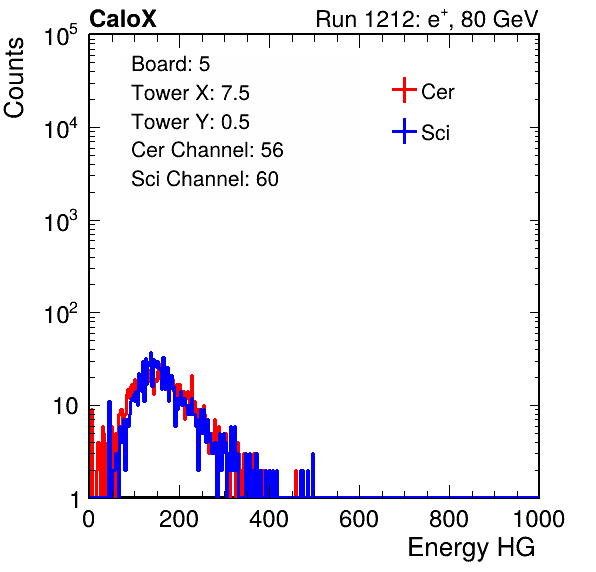 CaloX Run 1212: e⁺, 80 GeV
Counts
10⁵
10⁴
10³
10²
10
1
Board: 5
Tower X: 7.5
Tower Y: 0.5
Cer Channel: 56
Sci Channel: 60
Cer
Sci
0 200 400 600 800 1000
Energy HG